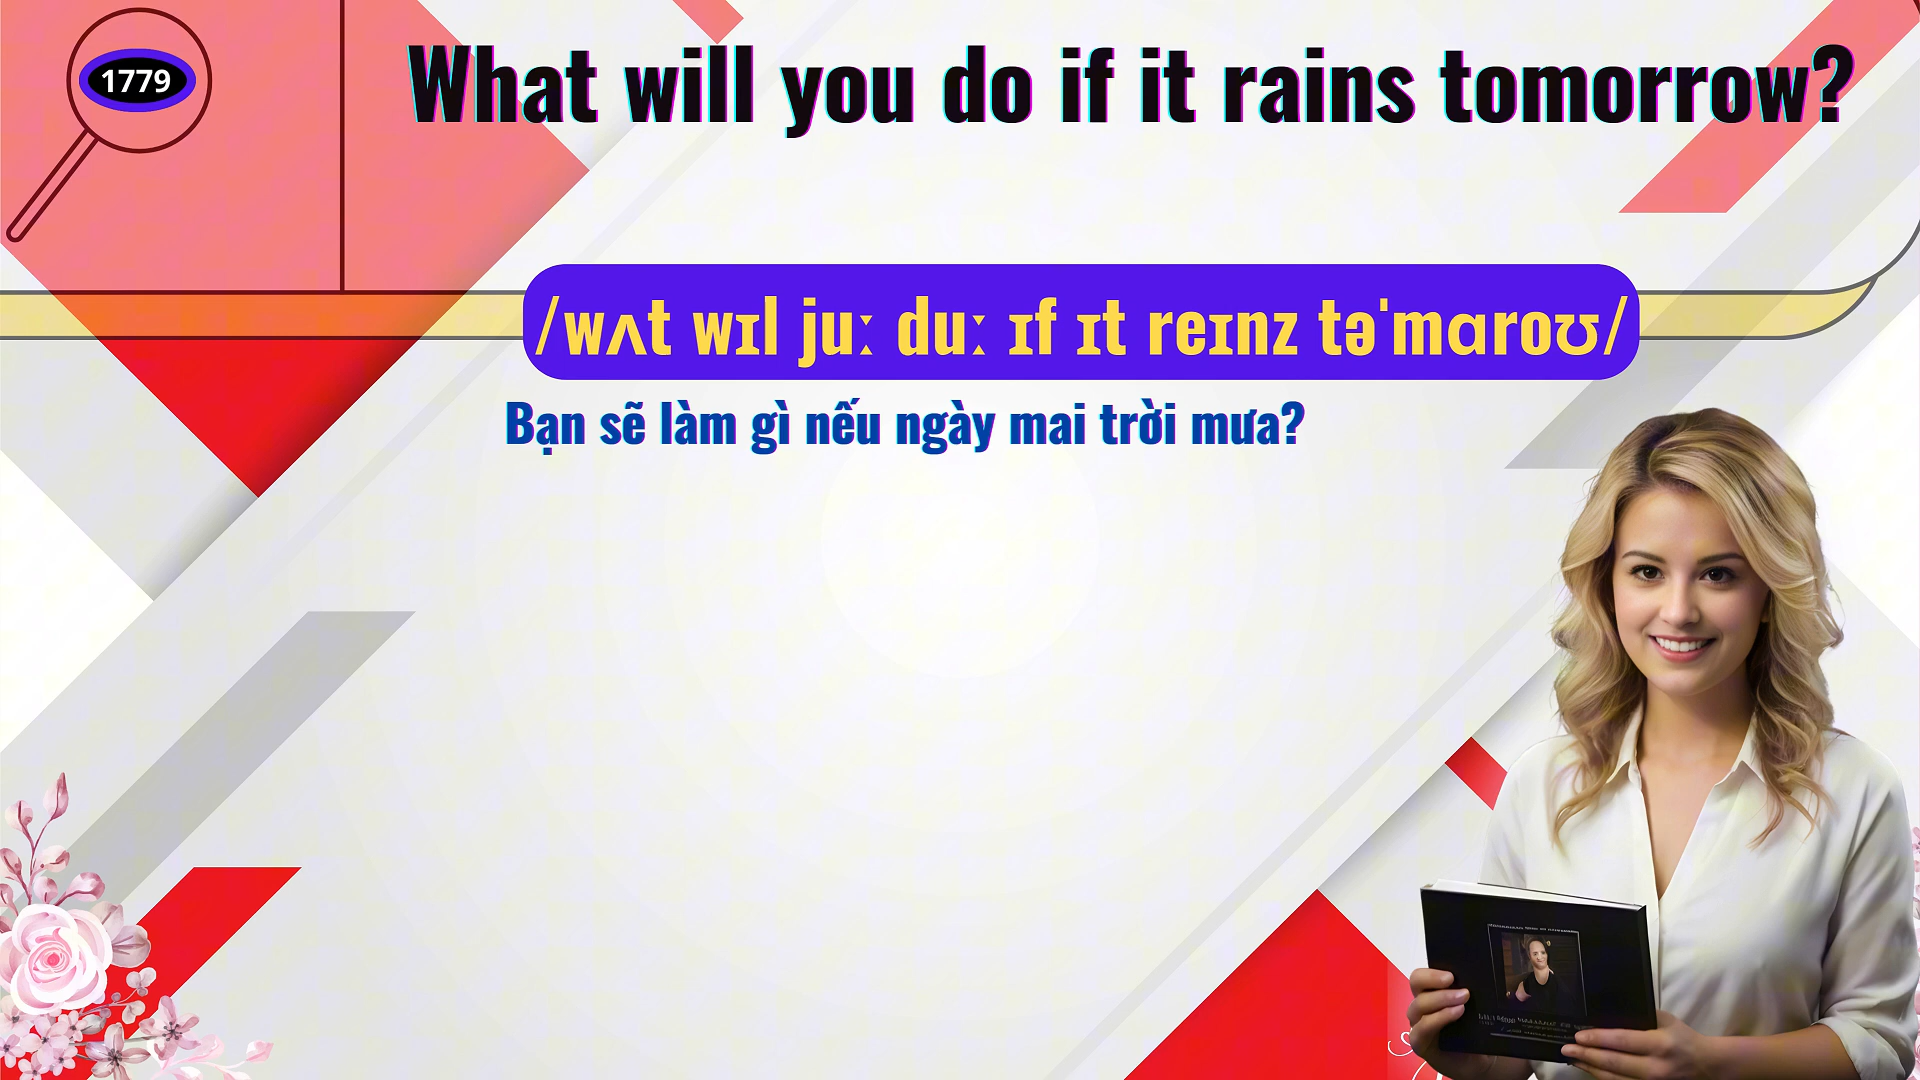 1779
What will you do if it rains tomorrow?
/wʌt wɪl juː duː ɪf ɪt reɪnz təˈmɑroʊ/
Bạn sẽ làm gì nếu ngày mai trời mưa?